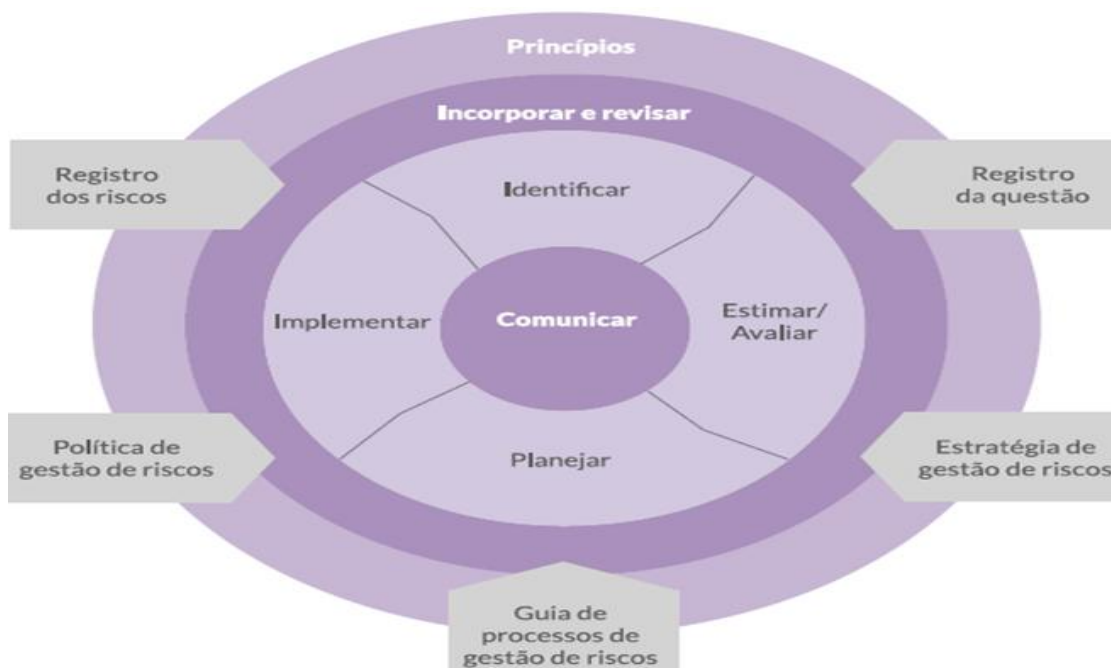 Princípios
Incorporar e revisar
Registro
dos riscos
Identificar
Registro
da questão
Implementar
Comunicar
Estimar/
Avaliar
Política de
gestão de riscos
Planejar
Estratégia de
gestão de riscos
Guia de
processos de
gestão de riscos